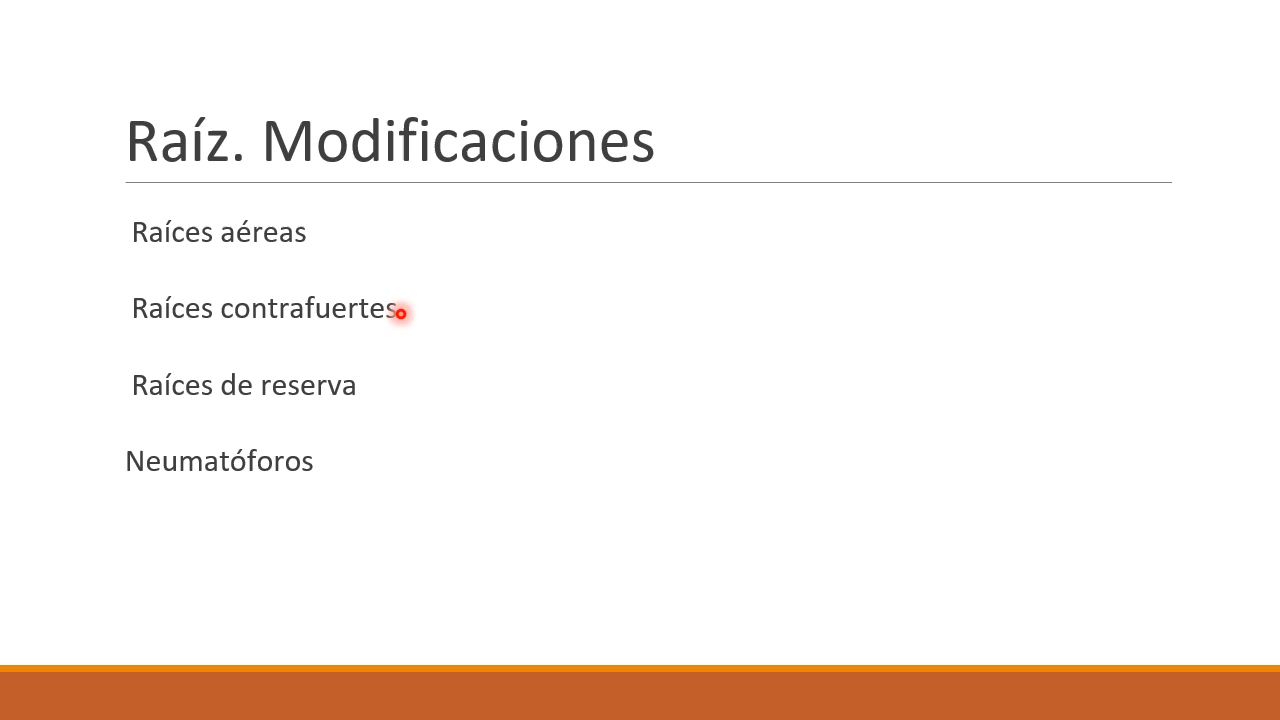 Raíz. Modificaciones
Raíces aéreas
Raíces contrafuertes
Raíces de reserva
Neumatóforos